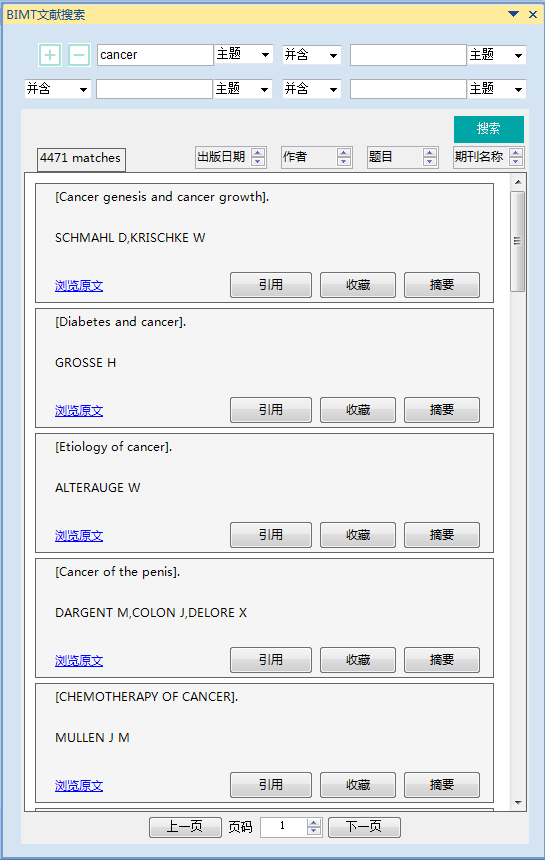 BIMT文献搜索
cancer 主题 并含 主题
并含 主题 并含 主题
搜索
4471 matches 出版日期 作者 题目 期刊名称
[Cancer genesis and cancer growth].
SCHMAHL D,KRISCHKE W
浏览原文 引用 收藏 摘要
[Diabetes and cancer].
GROSSE H
浏览原文 引用 收藏 摘要
[Etiology of cancer].
ALTERAUGE W
浏览原文 引用 收藏 摘要
[Cancer of the penis].
DARGENT M,COLON J,DELORE X
浏览原文 引用 收藏 摘要
[CHEMOTHERAPY OF CANCER].
MULLEN J M
浏览原文 引用 收藏 摘要
上一页 页码 1 下一页